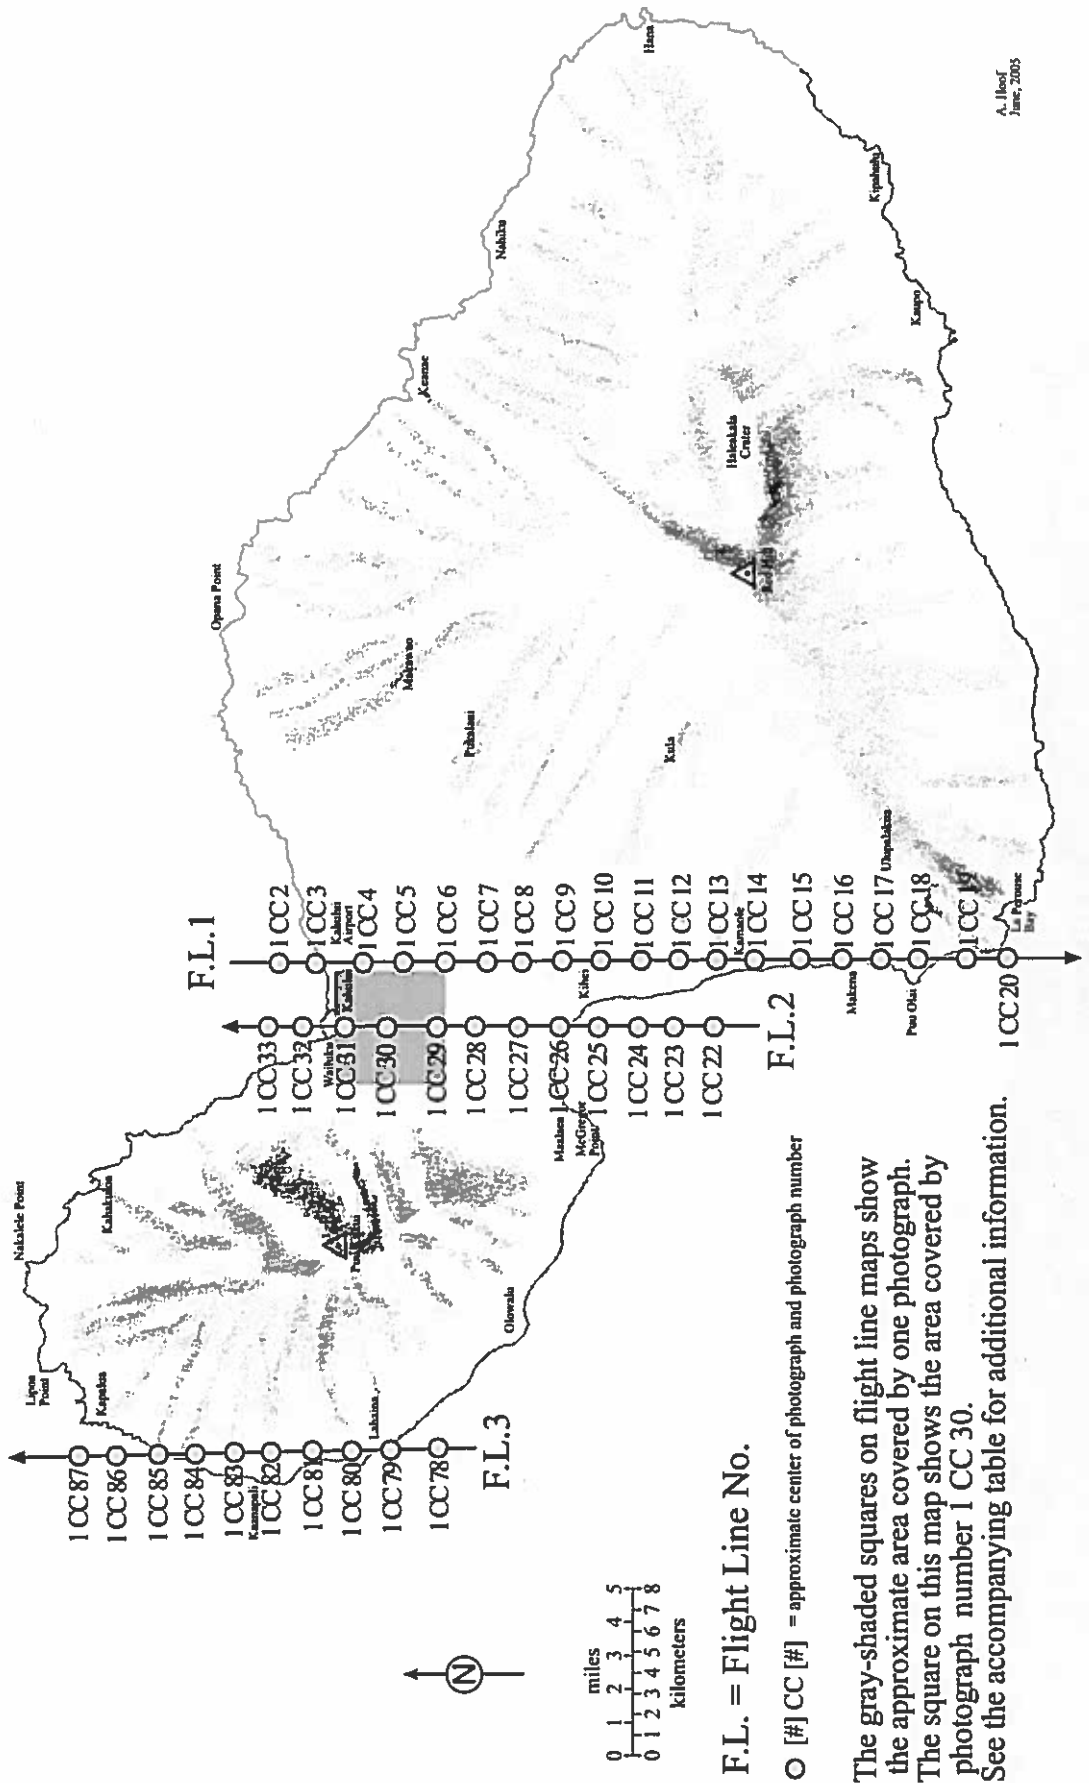 Nakalele Point
Lipoa
Point
Kapalua
Kahakuloa
1 CC 87
1 CC 86
1 CC 85
1 CC 84
1 CC 83
Kaanapali
1 CC 82
1 CC 81
1 CC 80
1 CC 79
1 CC 78
F.L.3
Lahaina
Olowalu
McGregor
Point
Maalaea
F.L.1
1 CC 2
1 CC 3
Kahului
Airport
1 CC 4
1 CC 5
1 CC 6
1 CC 7
1 CC 8
1 CC 9
1 CC 10
1 CC 11
1 CC 12
1 CC 13
Kamaole
1 CC 14
1 CC 15
1 CC 16
1 CC 17
1 CC 18
1 CC 19
1 CC 20
Kahului
Wailuku
1 CC 33
1 CC 32
1 CC 31
1 CC 30
1 CC 29
1 CC 28
1 CC 27
1 CC 26
1 CC 25
1 CC 24
1 CC 23
1 CC 22
F.L.2
Kihei
Makena
Puu Olai
Ulupalakua
La Perouse
Bay
Opana Point
Makawao
Pukalani
Kula
Keanae
Nahiku
Hana
Haleakala
Crater
Red Hill
Kaupo
Kipahulu
A. Hoof
June, 2005
N
miles
0 1 2 3 4 5
0 1 2 3 4 5 6 7 8
kilometers
F.L. = Flight Line No.
[#] CC [#] = approximate center of photograph and photograph number
The gray-shaded squares on flight line maps show
the approximate area covered by one photograph.
The square on this map shows the area covered by
photograph number 1 CC 30.
See the accompanying table for additional information.